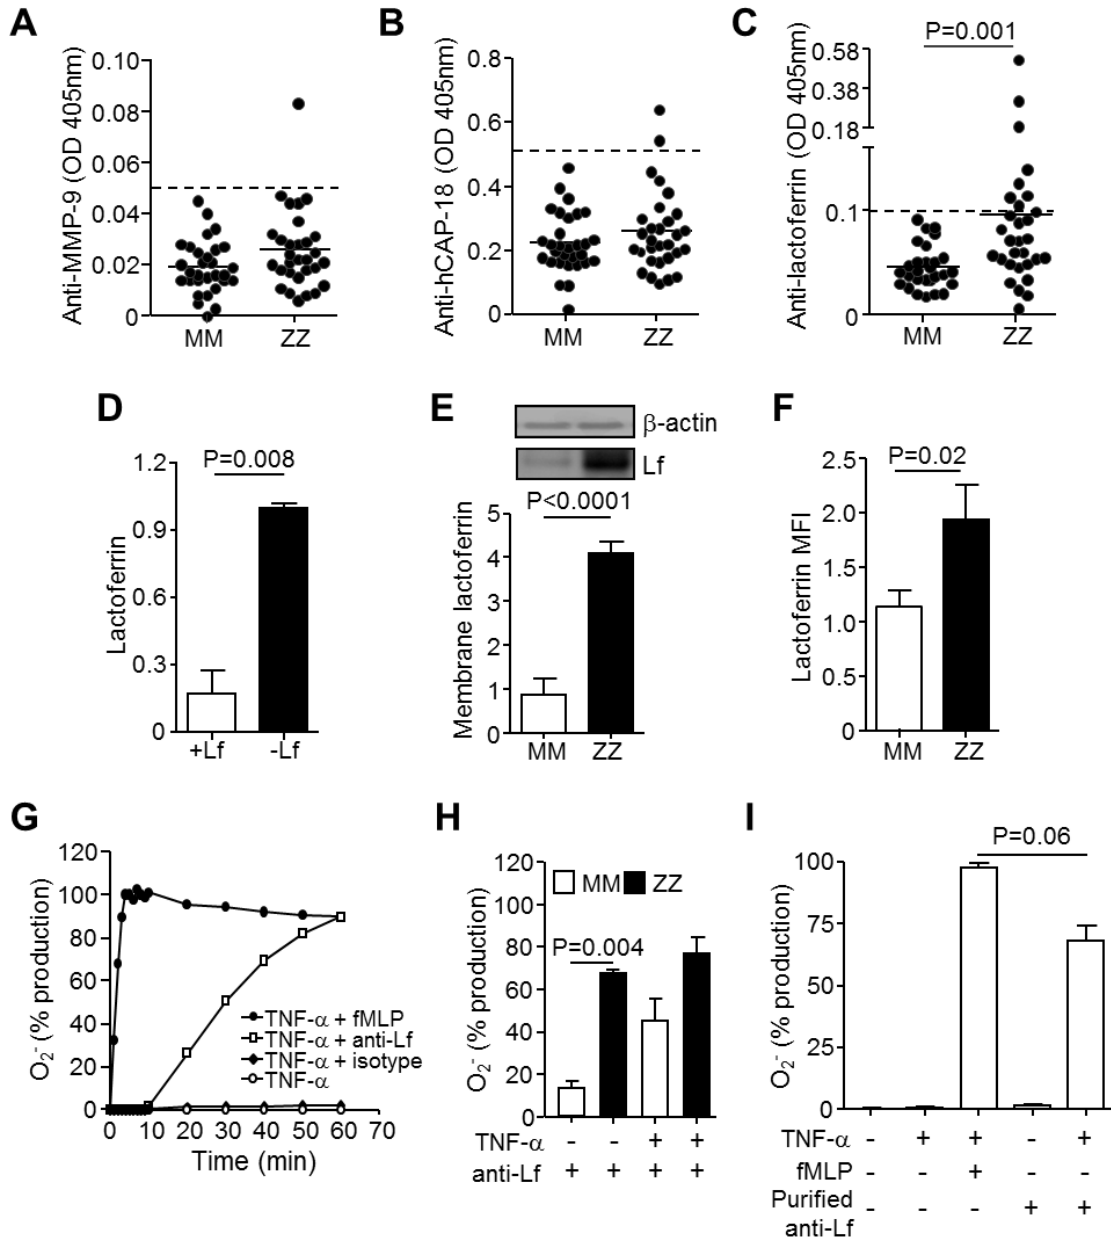 A
Anti-MMP-9 (OD 405nm)
0.10
0.08
0.06
0.04
0.02
0
MM ZZ
B
Anti-hCAP-18 (OD 405nm)
0.8
0.6
0.4
0.2
0
MM ZZ
C
P=0.001
Anti-lactoferrin (OD 405nm)
0.58
0.38
0.18
0.1
0
MM ZZ
D
P=0.008
Lactoferrin
1.2
0.9
0.6
0.3
0
+Lf -Lf
E
β-actin
Lf
P<0.0001
Membrane lactoferrin
5
4
3
2
1
0
MM ZZ
F
P=0.02
Lactoferrin MFI
2.5
2.0
1.5
1.0
0.5
0
MM ZZ
G
O₂⁻ (% production)
120
100
80
60
40
20
0
TNF-α + fMLP
TNF-α + anti-Lf
TNF-α + isotype
TNF-α
0 10 20 30 40 50 60 70
Time (min)
H
MM ZZ
P=0.004
O₂⁻ (% production)
120
100
80
60
40
20
0
TNF-α - - + +
anti-Lf + + + +
I
P=0.06
O₂⁻ (% production)
100
75
50
25
0
TNF-α - + + - +
fMLP - - + - -
Purified
anti-Lf - - - + +